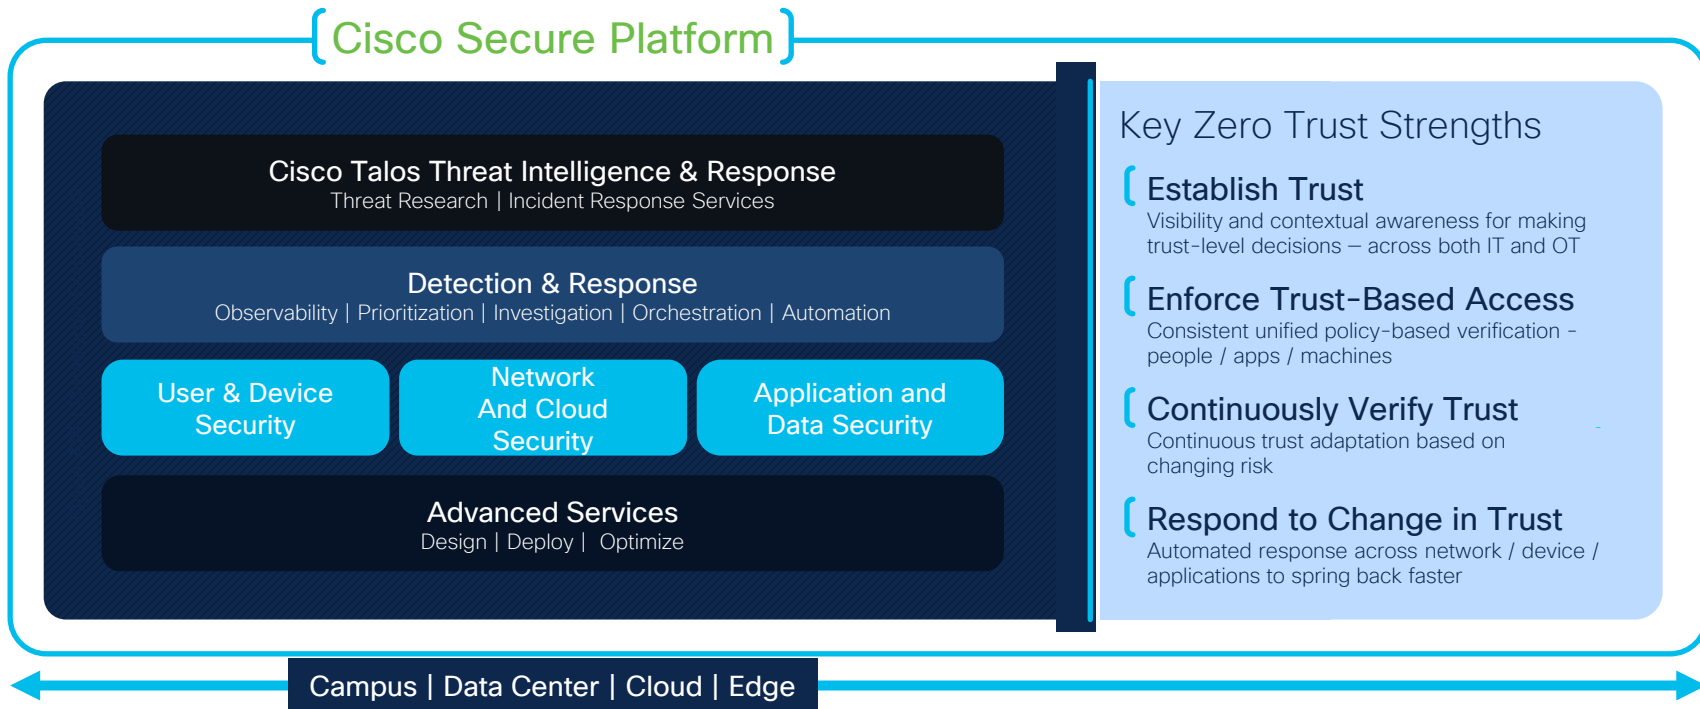 Cisco Secure Platform
Cisco Talos Threat Intelligence & Response
Threat Research | Incident Response Services
Detection & Response
Observability | Prioritization | Investigation | Orchestration | Automation
User & Device
Security
Network
And Cloud
Security
Application and
Data Security
Advanced Services
Design | Deploy | Optimize
Key Zero Trust Strengths
Establish Trust
Visibility and contextual awareness for making
trust-level decisions – across both IT and OT
Enforce Trust-Based Access
Consistent unified policy-based verification -
people / apps / machines
Continuously Verify Trust
Continuous trust adaptation based on
changing risk
Respond to Change in Trust
Automated response across network / device /
applications to spring back faster
Campus | Data Center | Cloud | Edge